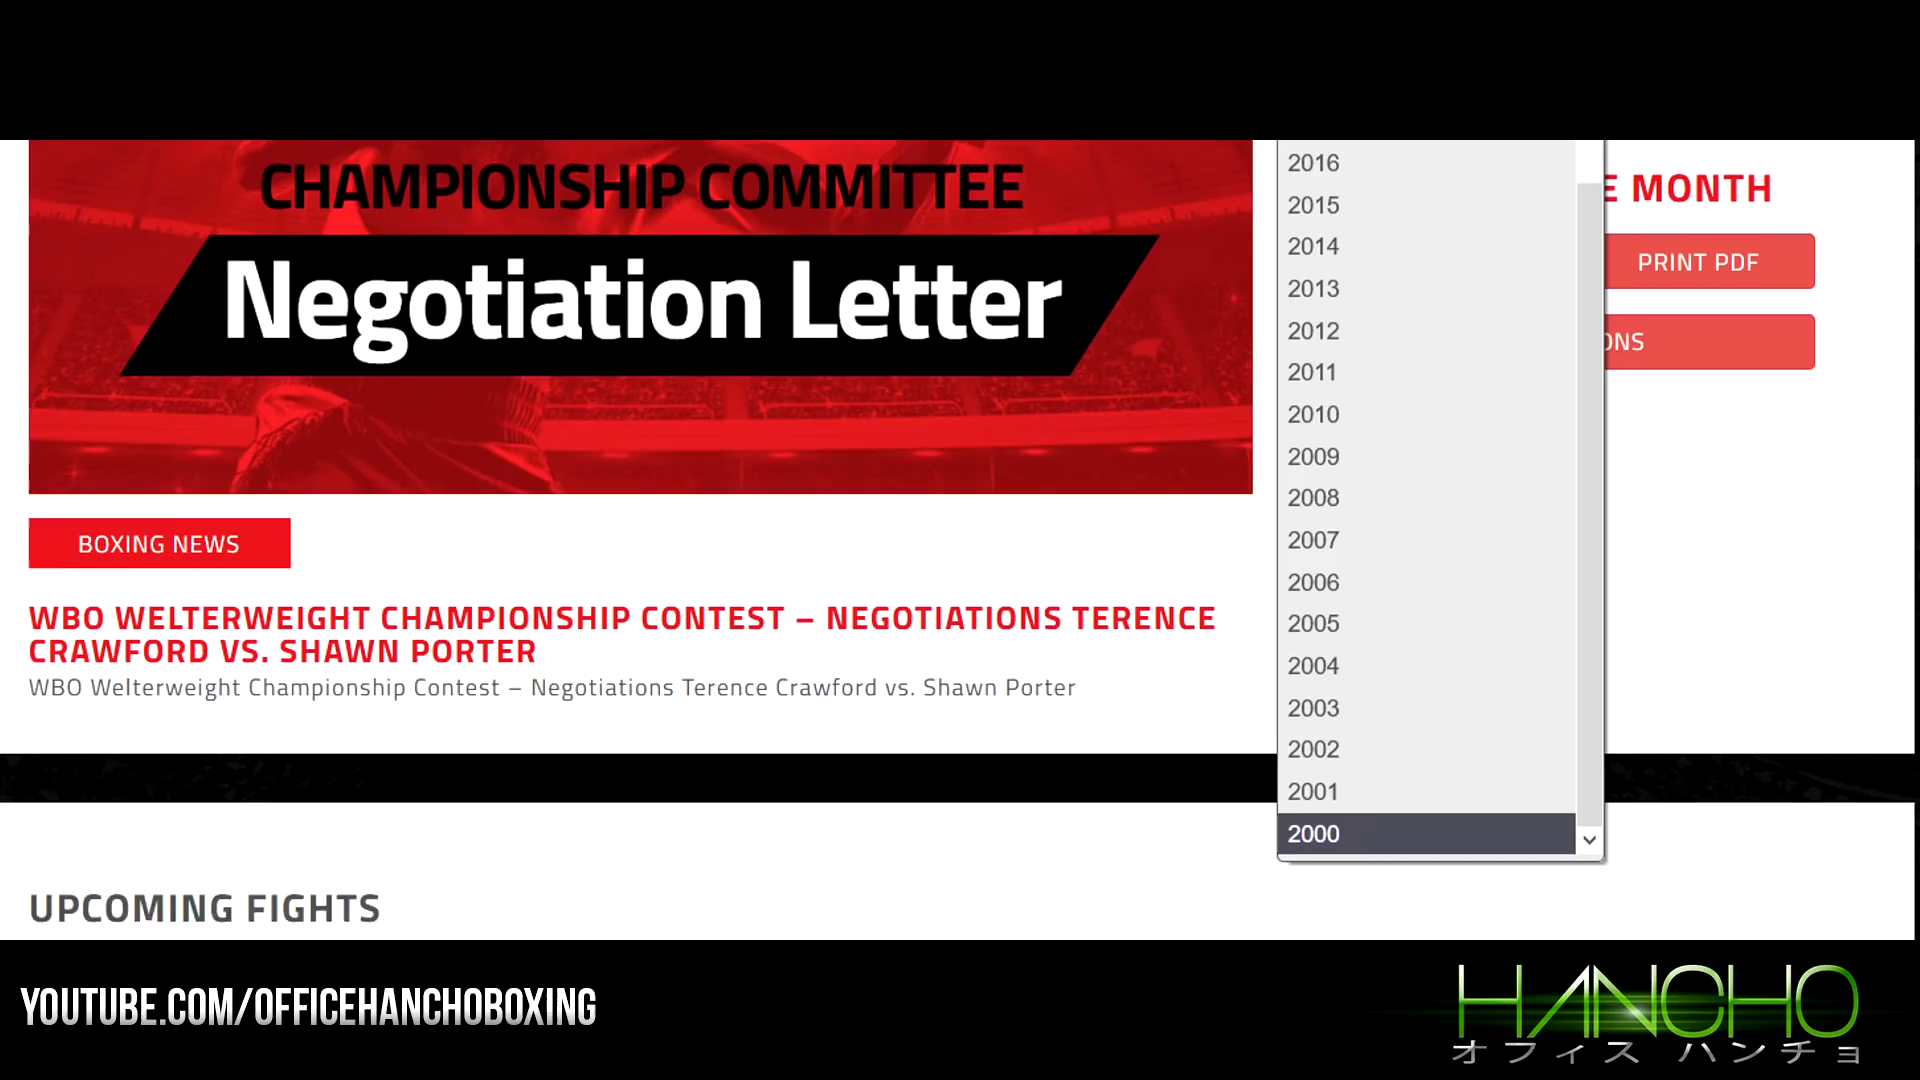 CHAMPIONSHIP COMMITTEE
Negotiation Letter
BOXING NEWS
WBO WELTERWEIGHT CHAMPIONSHIP CONTEST – NEGOTIATIONS TERENCE
CRAWFORD VS. SHAWN PORTER
WBO Welterweight Championship Contest – Negotiations Terence Crawford vs. Shawn Porter
2016
2015
2014
2013
2012
2011
2010
2009
2008
2007
2006
2005
2004
2003
2002
2001
2000
E MONTH
PRINT PDF
ONS
UPCOMING FIGHTS
YOUTUBE.COM/OFFICEHANCHOBOXING
HANCHO
オフィス ハンチョ